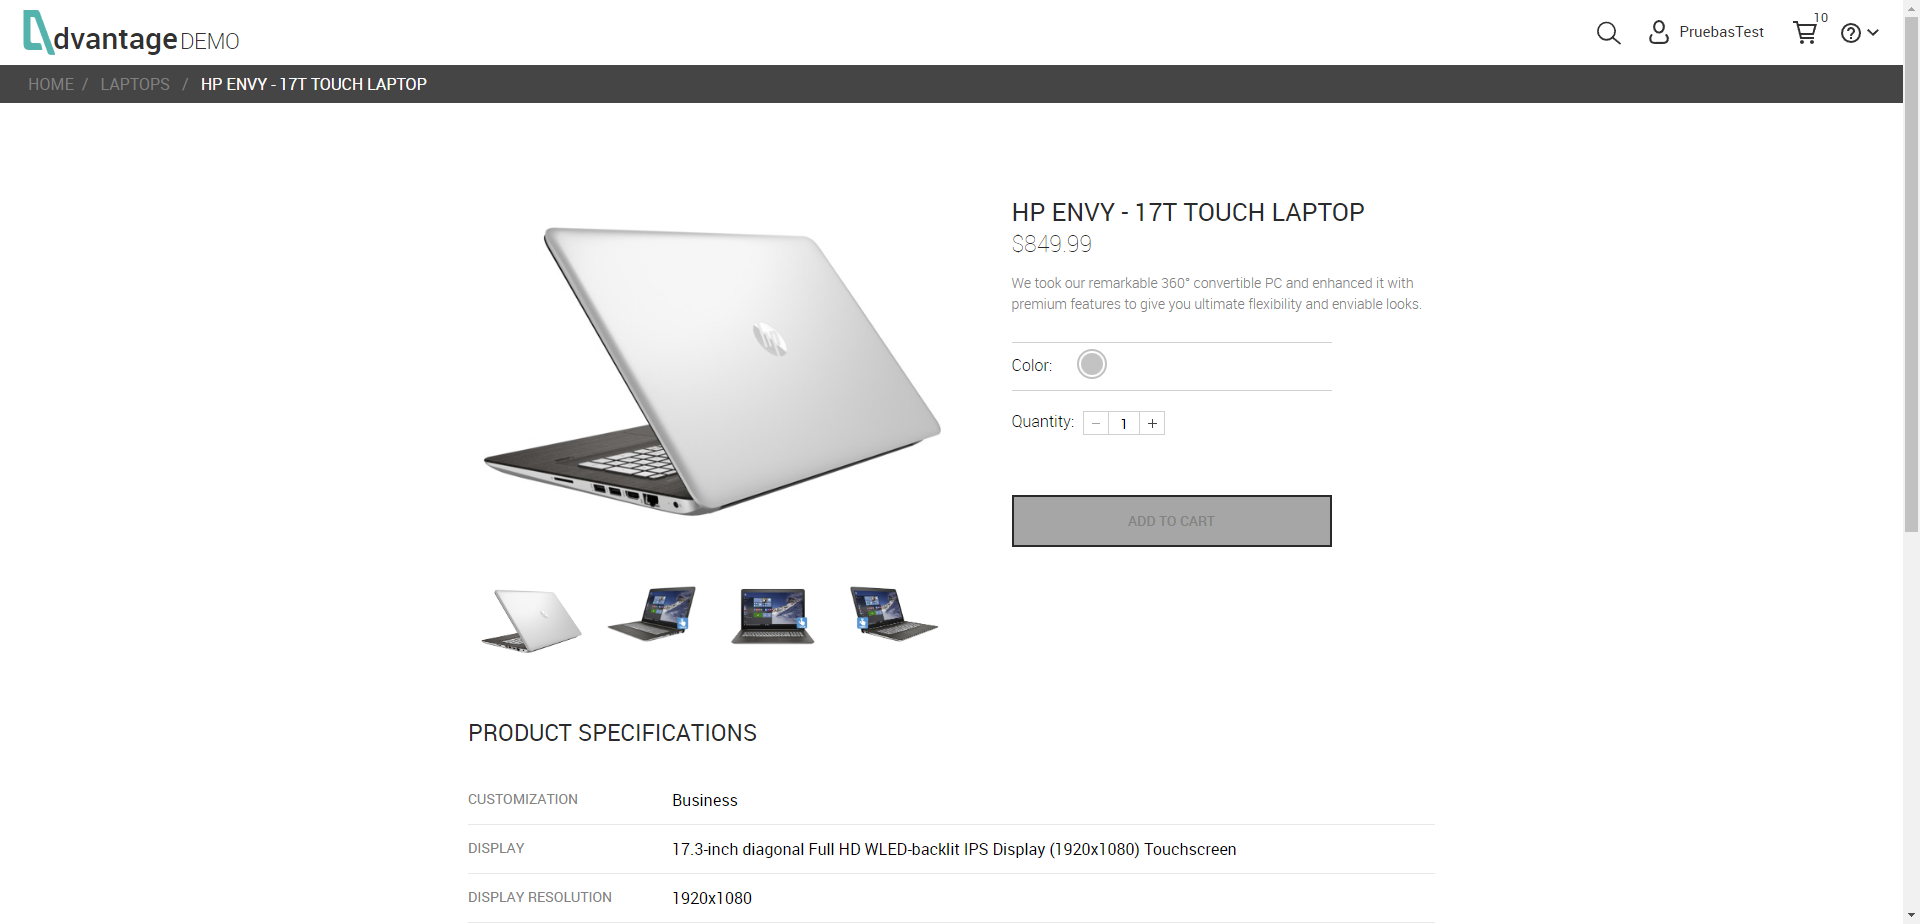 dvantage DEMO
PruebasTest
10
HOME / LAPTOPS / HP ENVY - 17T TOUCH LAPTOP
HP ENVY - 17T TOUCH LAPTOP
$849.99
We took our remarkable 360° convertible PC and enhanced it with
premium features to give you ultimate flexibility and enviable looks.
Color:
Quantity: − 1 +
ADD TO CART
hp
PRODUCT SPECIFICATIONS
CUSTOMIZATION Business
DISPLAY 17.3-inch diagonal Full HD WLED-backlit IPS Display (1920x1080) Touchscreen
DISPLAY RESOLUTION 1920x1080